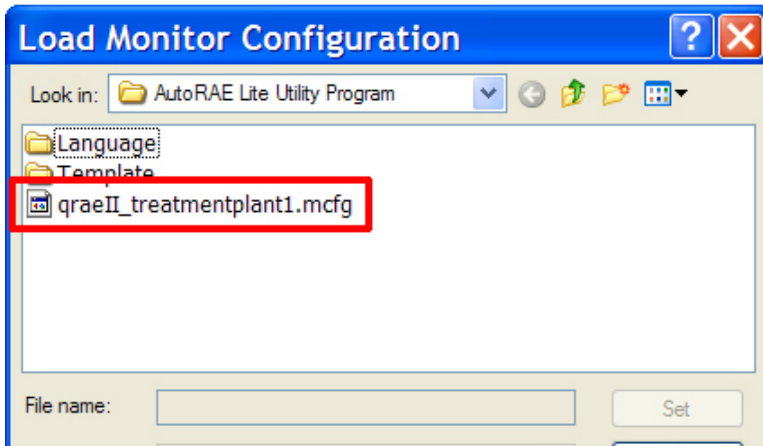 Load Monitor Configuration
Look in: AutoRAE Lite Utility Program
Language
Template
qraeII_treatmentplant1.mcfg
File name:
Set